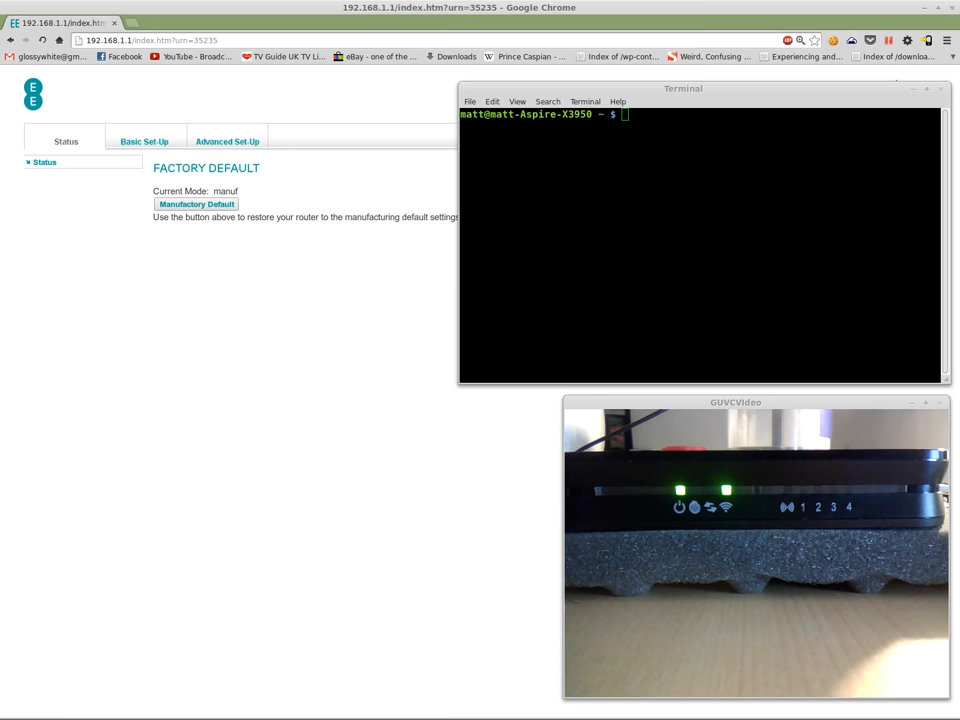 192.168.1.1/index.htm?urn=35235 - Google Chrome
EE 192.168.1.1/index.htm
192.168.1.1/index.htm?urn=35235
glossywhite@gm... Facebook YouTube - Broadc... TV Guide UK TV Li... eBay - one of the ... Downloads Prince Caspian - ... Index of /wp-cont... Weird, Confusing ... Experiencing and... Index of /downloa...
E
E
Status Basic Set-Up Advanced Set-Up
Status
FACTORY DEFAULT
Current Mode: manuf
Manufactory Default
Use the button above to restore your router to the manufacturing default settings
Terminal
File Edit View Search Terminal Help
matt@matt-Aspire-X3950 ~ $
GUVCVideo
1 2 3 4